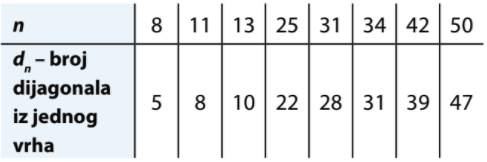 n 8 11 13 25 31 34 42 50
dₙ – broj
dijagonala
iz jednog
vrha
5 8 10 22 28 31 39 47